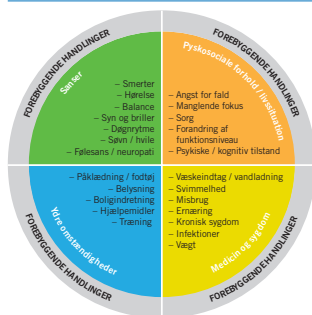 FOREBYGGENDE HANDLINGER
Sanser
– Smerter
– Hørelse
– Balance
– Syn og briller
– Døgnrytme
– Søvn / hvile
– Følesans / neuropati
FOREBYGGENDE HANDLINGER
Pyskosociale forhold / livssituation
– Angst for fald
– Manglende fokus
– Sorg
– Forandring af
funktionsniveau
– Psykiske / kognitiv tilstand
– Påklædning / fodtøj
– Belysning
– Boligindretning
– Hjælpemidler
– Træning
Ydre omstændigheder
FOREBYGGENDE HANDLINGER
– Væskeindtag / vandladning
– Svimmelhed
– Misbrug
– Ernæring
– Kronisk sygdom
– Infektioner
– Vægt
Medicin og sygdom
FOREBYGGENDE HANDLINGER